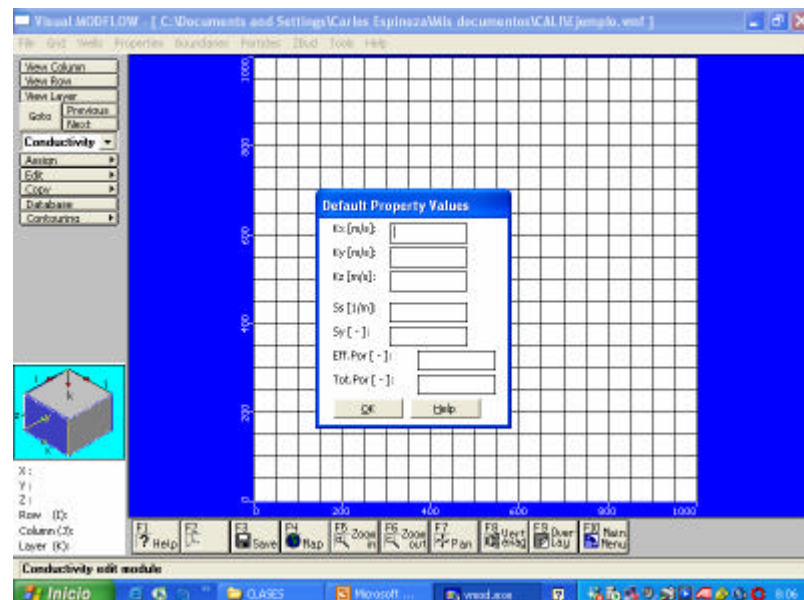 Visual MODFLOW - [ C:\Documents and Settings\Carlos Espinoza\Mis documentos\CALI\Ejemplo.vmf ]
File Grid Wells Properties Boundaries Particles ZBud Tools Help
View Column
View Row
View Layer
Goto
Previous
Next
Conductivity
Assign
Edit
Copy
Database
Contouring
1000
800
600
400
200
0
0 200 400 600 800 1000
Default Property Values
Kx [m/s]:
Ky [m/s]:
Kz [m/s]:
Ss [1/m]:
Sy [ - ]:
Eff.Por [ - ]:
Tot.Por [ - ]:
OK Help
X :
Y :
Z :
Row (I):
Column (J):
Layer (K):
F1 ? Help
F2
F3 Save
F4 Map
F5 Zoom in
F6 Zoom out
F7 Pan
F8 Vert exag
F9 Over Lay
F10 Main Menu
Conductivity edit module
Inicio
CLASES
Microsoft ...
vmod.exe
8:06